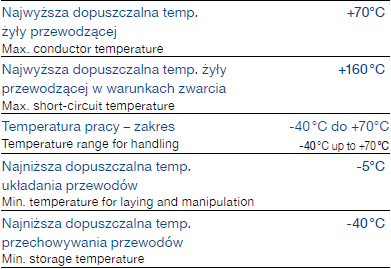 Najwyższa dopuszczalna temp. +70°C
żyły przewodzącej
Max. conductor temperature
Najwyższa dopuszczalna temp. żyły +160°C
przewodzącej w warunkach zwarcia
Max. short-circuit temperature
Temperatura pracy – zakres -40°C do +70°C
Temperature range for handling -40°C up to +70°C
Najniższa dopuszczalna temp. -5°C
układania przewodów
Min. temperature for laying and manipulation
Najniższa dopuszczalna temp. -40°C
przechowywania przewodów
Min. storage temperature